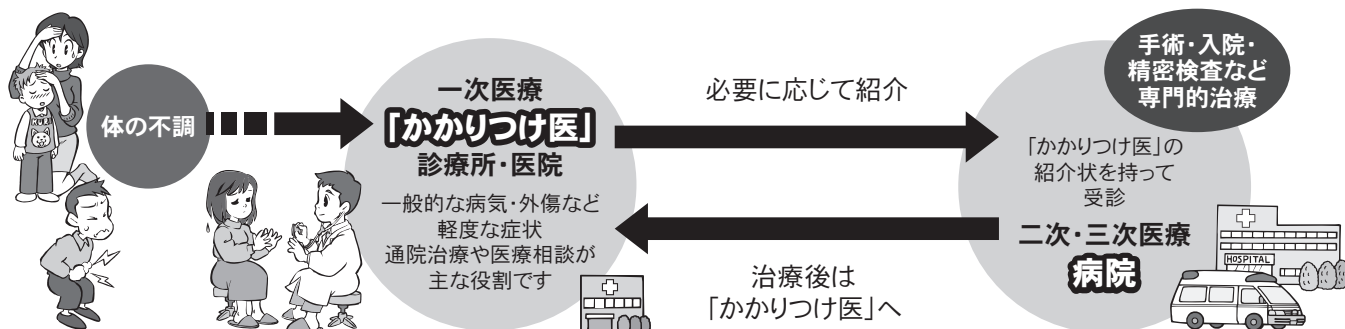 体の不調
一次医療
「かかりつけ医」
診療所・医院
一般的な病気・外傷など
軽度な症状
通院治療や医療相談が
主な役割です
必要に応じて紹介
治療後は
「かかりつけ医」へ
手術・入院・
精密検査など
専門的治療
「かかりつけ医」の
紹介状を持って
受診
二次・三次医療
病院
HOSPITAL